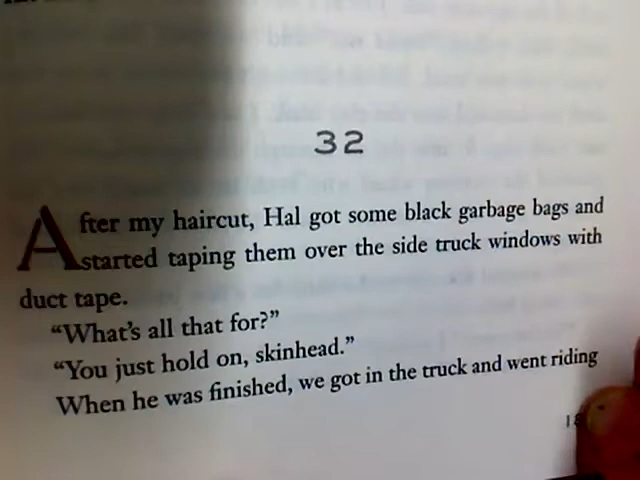 32
After my haircut, Hal got some black garbage bags and
started taping them over the side truck windows with
duct tape.
“What’s all that for?”
“You just hold on, skinhead.”
When he was finished, we got in the truck and went riding